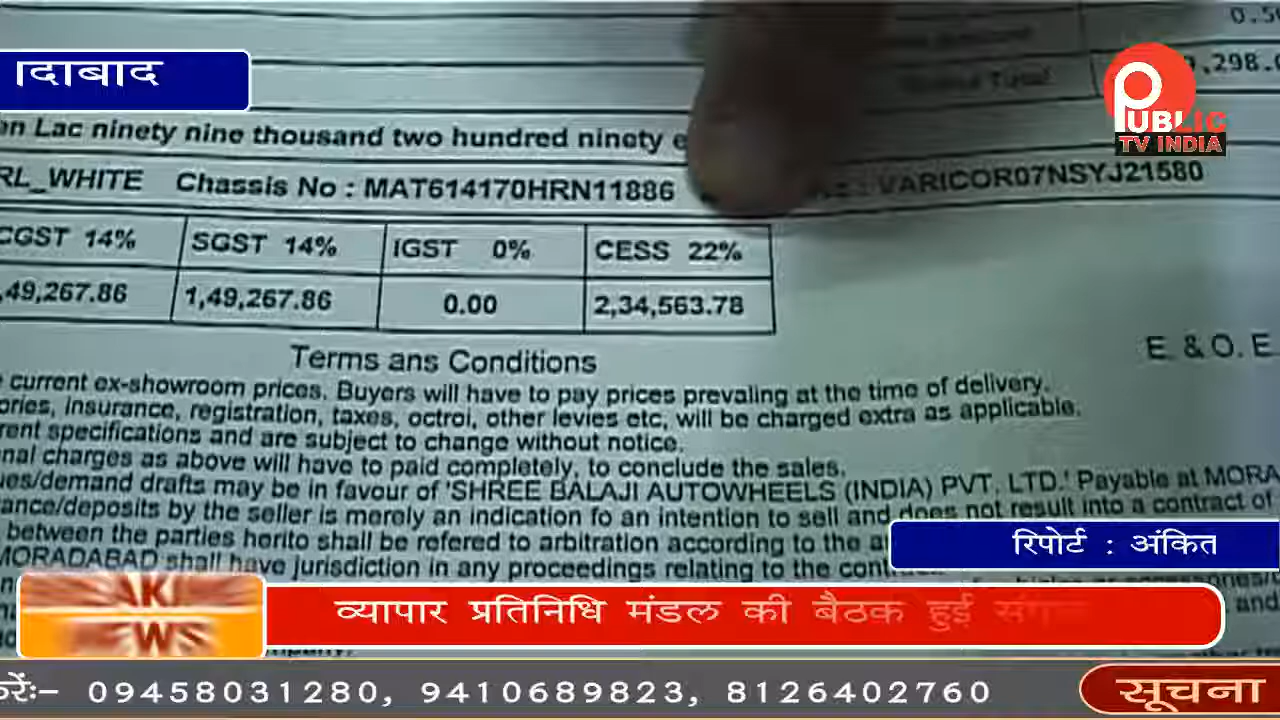 0.50
,298.0
ादाबाद
PUBLIC
TV INDIA
en Lac ninety nine thousand two hundred ninety e
RL_WHITE Chassis No : MAT614170HRN11886 : VARICOR07NSYJ21580
CGST 14% SGST 14% IGST 0% CESS 22%
,49,267.86 1,49,267.86 0.00 2,34,563.78
Terms ans Conditions
E. & O. E
current ex-showroom prices. Buyers will have to pay prices prevaling at the time of delivery.
ories, insurance, registration, taxes, octroi, other levies etc, will be charged extra as applicable.
rent specifications and are subject to change without notice.
nal charges as above will have to paid completely, to conclude the sales.
ues/demand drafts may be in favour of 'SHREE BALAJI AUTOWHEELS (INDIA) PVT. LTD.' Payable at MORA
ance/deposits by the seller is merely an indication fo an intention to sell and does not result into a contract of
between the parties herito shall be refered to arbitration according to the a
रिपोर्ट : अंकित
MORADABAD shall have jurisdiction in any proceedings relating to the contr
NEWS
व्यापार प्रतिनिधि मंडल की बैठक हुई
करेंः- 09458031280, 9410689823, 8126402760
सूचना